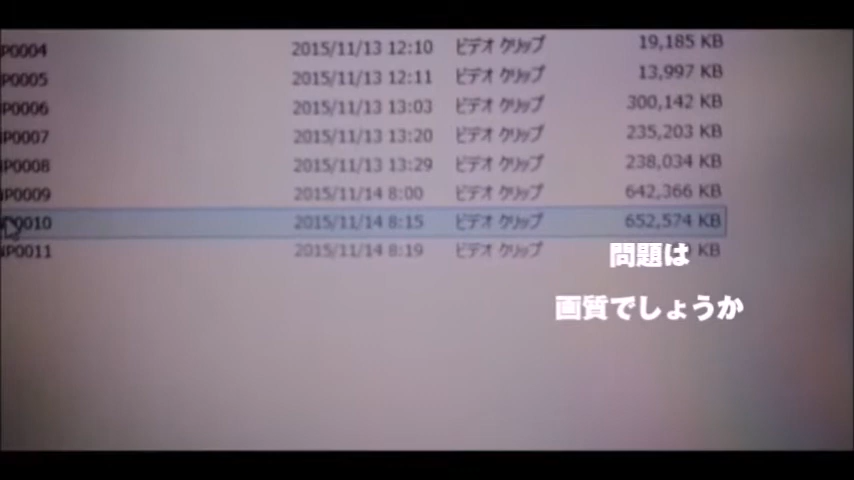 P0004 2015/11/13 12:10 ビデオ クリップ 19,185 KB
P0005 2015/11/13 12:11 ビデオ クリップ 13,997 KB
P0006 2015/11/13 13:03 ビデオ クリップ 300,142 KB
P0007 2015/11/13 13:20 ビデオ クリップ 235,203 KB
P0008 2015/11/13 13:29 ビデオ クリップ 238,034 KB
P0009 2015/11/14 8:00 ビデオ クリップ 642,366 KB
0010 2015/11/14 8:15 ビデオ クリップ 652,574 KB
P0011 2015/11/14 8:19 ビデオ クリップ KB
問題は
画質でしょうか